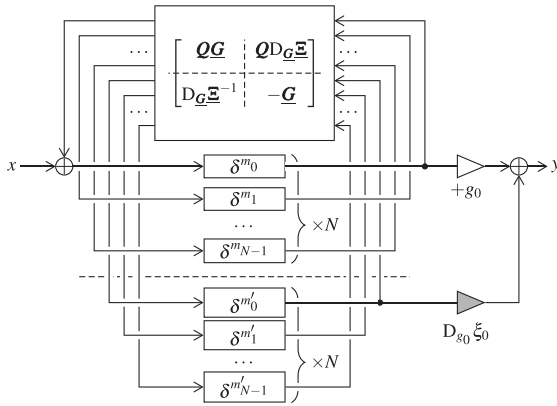 ... QG QD_G Ξ ...
... D_G Ξ⁻¹ -G ...
x ⊕ δ^{m_0} ⊕ y
+g_0
δ^{m_1}
... ×N
δ^{m_{N-1}}
δ^{m'_0}
D_{g_0} ξ_0
δ^{m'_1}
... ×N
δ^{m'_{N-1}}